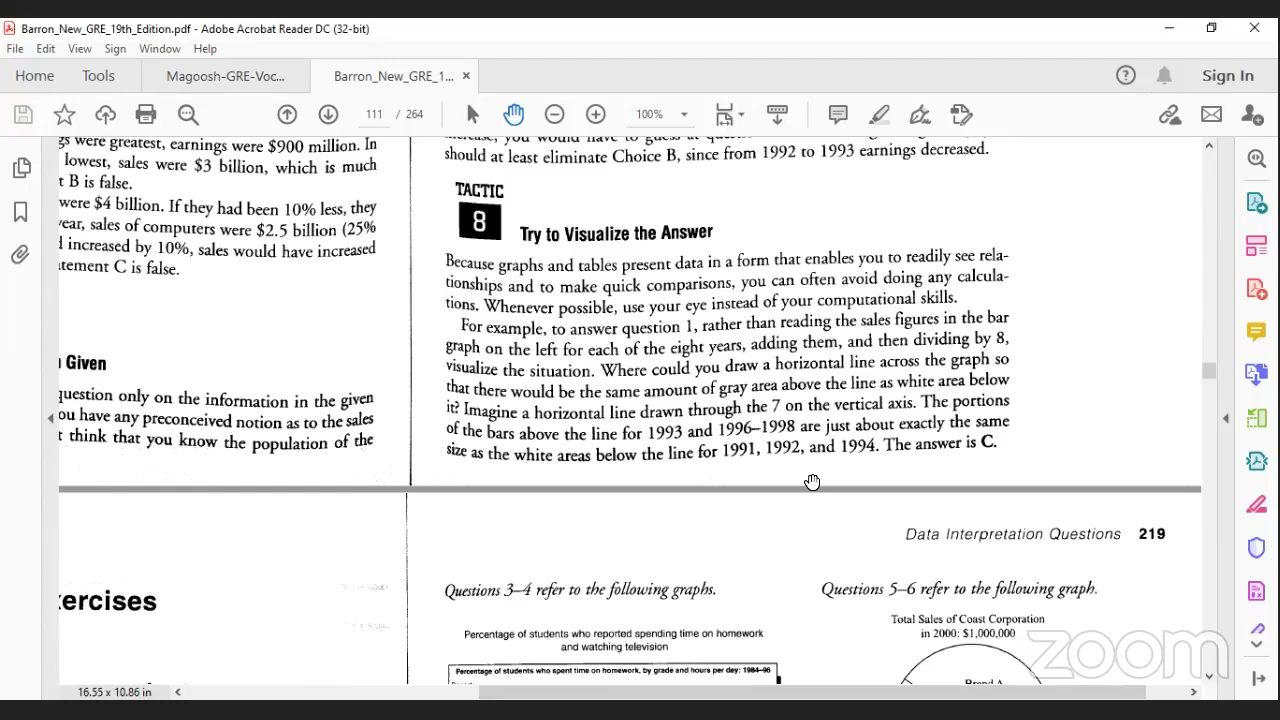 Barron_New_GRE_19th_Edition.pdf - Adobe Acrobat Reader DC (32-bit)
File Edit View Sign Window Help
Home Tools Magoosh-GRE-Voc... Barron_New_GRE_1... ×
Sign In
111 / 264 100%
gs were greatest, earnings were $900 million. In
lowest, sales were $3 billion, which is much
t B is false.
were $4 billion. If they had been 10% less, they
year, sales of computers were $2.5 billion (25%
d increased by 10%, sales would have increased
atement C is false.
n Given
question only on the information in the given
ou have any preconceived notion as to the sales
t think that you know the population of the
increase, you would have to guess at
should at least eliminate Choice B, since from 1992 to 1993 earnings decreased.
TACTIC
8
Try to Visualize the Answer
Because graphs and tables present data in a form that enables you to readily see rela-
tionships and to make quick comparisons, you can often avoid doing any calcula-
tions. Whenever possible, use your eye instead of your computational skills.
For example, to answer question 1, rather than reading the sales figures in the bar
graph on the left for each of the eight years, adding them, and then dividing by 8,
visualize the situation. Where could you draw a horizontal line across the graph so
that there would be the same amount of gray area above the line as white area below
it? Imagine a horizontal line drawn through the 7 on the vertical axis. The portions
of the bars above the line for 1993 and 1996–1998 are just about exactly the same
size as the white areas below the line for 1991, 1992, and 1994. The answer is C.
Data Interpretation Questions 219
xercises
Questions 3–4 refer to the following graphs.
Percentage of students who reported spending time on homework
and watching television
Percentage of students who spent time on homework, by grade and hours per day: 1984–96
Questions 5–6 refer to the following graph.
Total Sales of Coast Corporation
in 2000: $1,000,000
Brand A
zoom
16.55 x 10.86 in